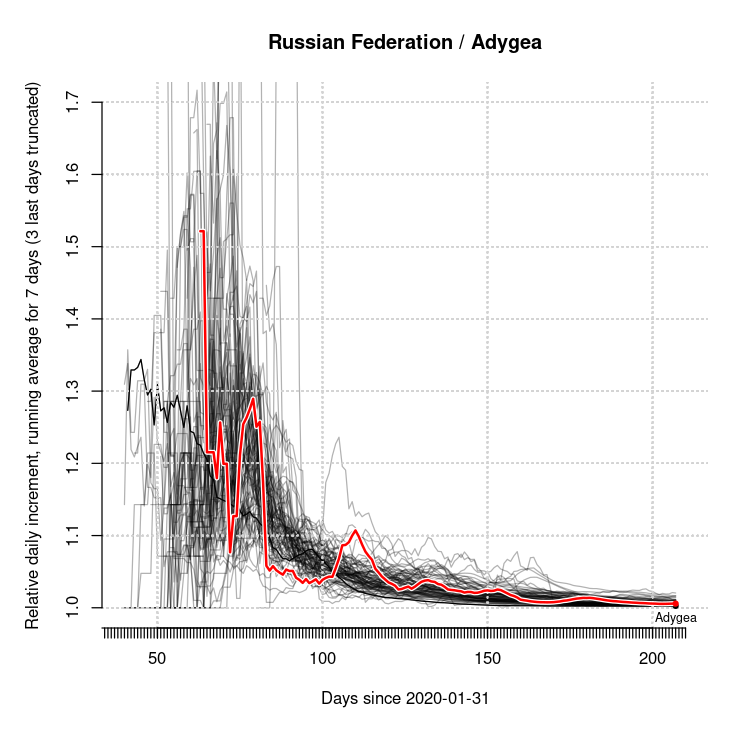 Russian Federation / Adygea
Relative daily increment, running average for 7 days (3 last days truncated)
1.7
1.6
1.5
1.4
1.3
1.2
1.1
1.0
Adygea
50 100 150 200
Days since 2020-01-31